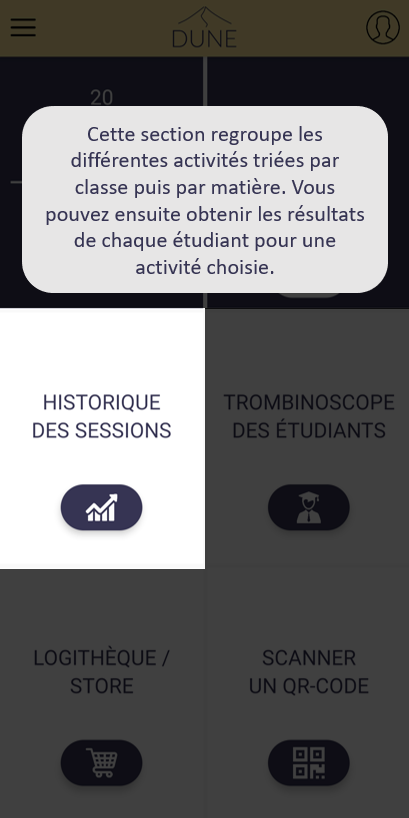 DUNE
20
Cette section regroupe les
différentes activités triées par
classe puis par matière. Vous
pouvez ensuite obtenir les résultats
de chaque étudiant pour une
activité choisie.
HISTORIQUE
DES SESSIONS
TROMBINOSCOPE
DES ÉTUDIANTS
LOGITHÈQUE /
STORE
SCANNER
UN QR-CODE